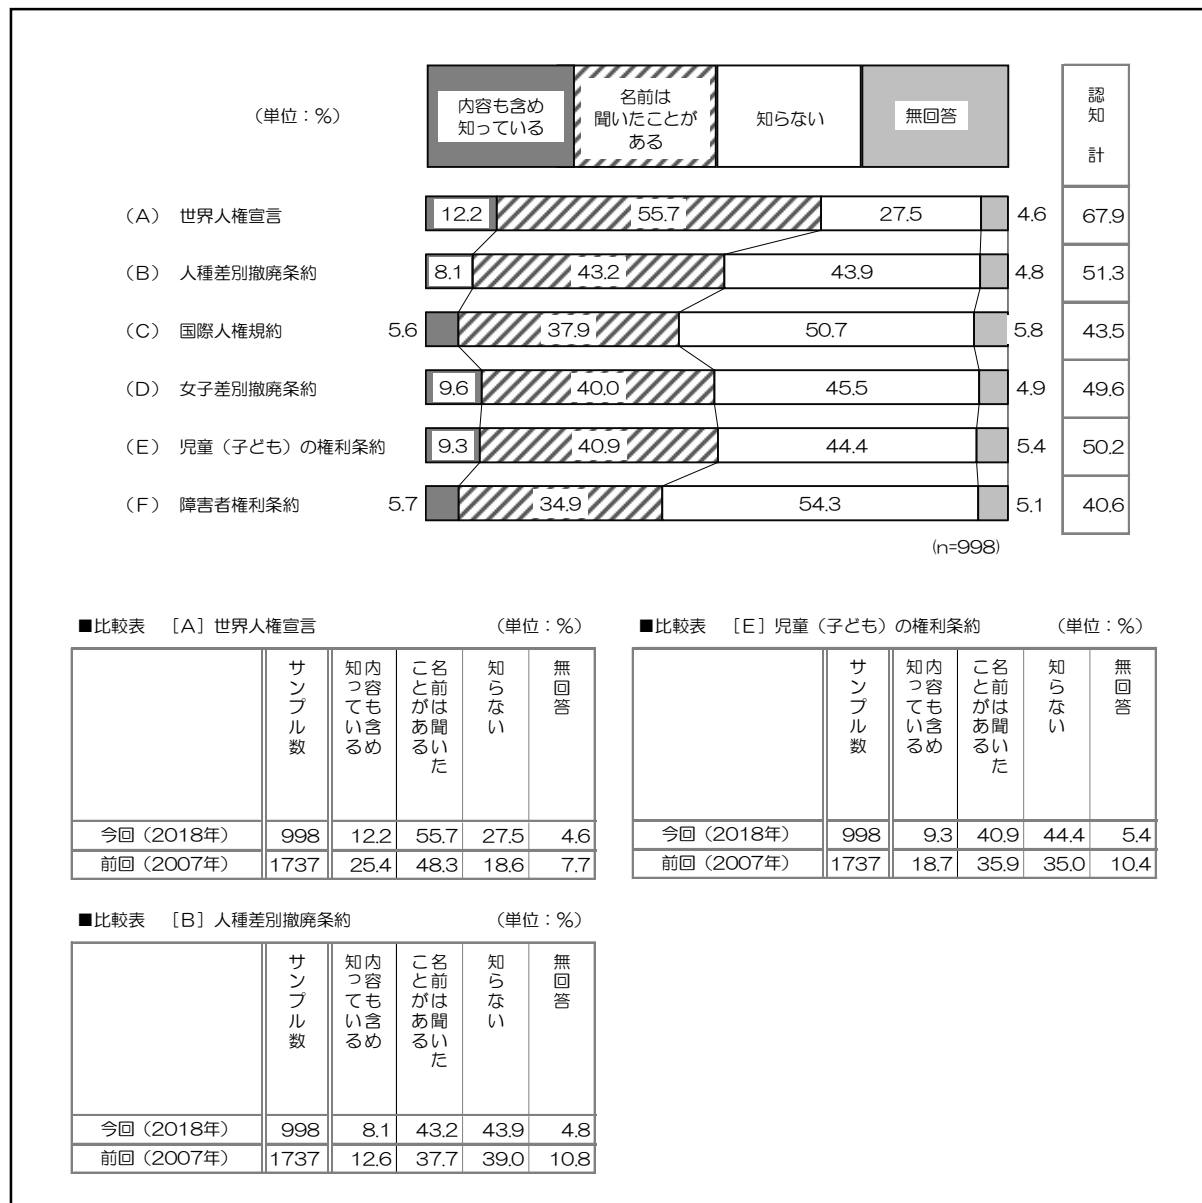 (単位：%)
内容も含め
知っている
名前は
聞いたことが
ある
知らない
無回答
認知 計
(A) 世界人権宣言 12.2 55.7 27.5 4.6 67.9
(B) 人種差別撤廃条約 8.1 43.2 43.9 4.8 51.3
(C) 国際人権規約 5.6 37.9 50.7 5.8 43.5
(D) 女子差別撤廃条約 9.6 40.0 45.5 4.9 49.6
(E) 児童（子ども）の権利条約 9.3 40.9 44.4 5.4 50.2
(F) 障害者権利条約 5.7 34.9 54.3 5.1 40.6
(n=998)
■比較表 ［A］世界人権宣言 (単位：%)
サンプル数
内容も含め
知っている
名前は聞いた
ことがある
知らない
無回答
今回（2018年） 998 12.2 55.7 27.5 4.6
前回（2007年） 1737 25.4 48.3 18.6 7.7
■比較表 ［E］児童（子ども）の権利条約 (単位：%)
サンプル数
内容も含め
知っている
名前は聞いた
ことがある
知らない
無回答
今回（2018年） 998 9.3 40.9 44.4 5.4
前回（2007年） 1737 18.7 35.9 35.0 10.4
■比較表 ［B］人種差別撤廃条約 (単位：%)
サンプル数
内容も含め
知っている
名前は聞いた
ことがある
知らない
無回答
今回（2018年） 998 8.1 43.2 43.9 4.8
前回（2007年） 1737 12.6 37.7 39.0 10.8